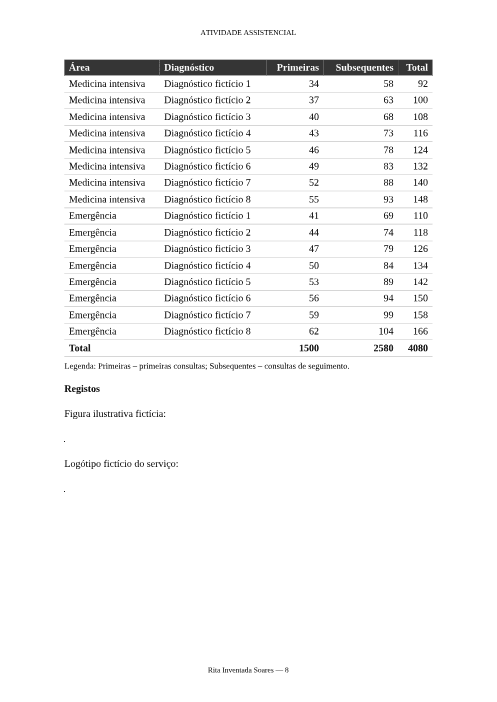 ATIVIDADE ASSISTENCIAL
Área Diagnóstico Primeiras Subsequentes Total
Medicina intensiva Diagnóstico fictício 1 34 58 92
Medicina intensiva Diagnóstico fictício 2 37 63 100
Medicina intensiva Diagnóstico fictício 3 40 68 108
Medicina intensiva Diagnóstico fictício 4 43 73 116
Medicina intensiva Diagnóstico fictício 5 46 78 124
Medicina intensiva Diagnóstico fictício 6 49 83 132
Medicina intensiva Diagnóstico fictício 7 52 88 140
Medicina intensiva Diagnóstico fictício 8 55 93 148
Emergência Diagnóstico fictício 1 41 69 110
Emergência Diagnóstico fictício 2 44 74 118
Emergência Diagnóstico fictício 3 47 79 126
Emergência Diagnóstico fictício 4 50 84 134
Emergência Diagnóstico fictício 5 53 89 142
Emergência Diagnóstico fictício 6 56 94 150
Emergência Diagnóstico fictício 7 59 99 158
Emergência Diagnóstico fictício 8 62 104 166
Total 1500 2580 4080
Legenda: Primeiras – primeiras consultas; Subsequentes – consultas de seguimento.
Registos
Figura ilustrativa fictícia:
.
Logótipo fictício do serviço:
.
Rita Inventada Soares — 8